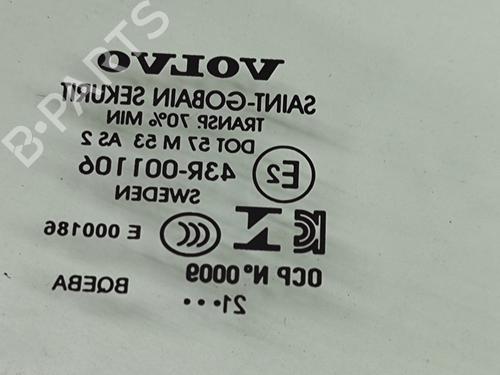 VOLVO
SAINT-GOBAIN SEKURIT
TRANSP. 70% MIN
DOT 57 M 53 AS 2
E2 43R-001106
SWEDEN
E 000186
OCP Nº 0009
BQEBA
21•••
B-PARTS